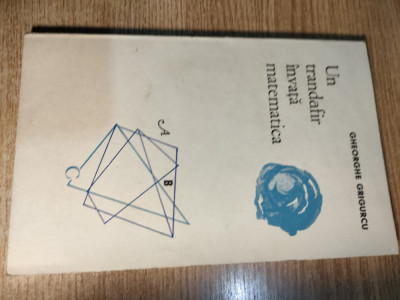 GHEORGHE GRIGURCU
Un
trandafir
învață
matematica
A
B
C